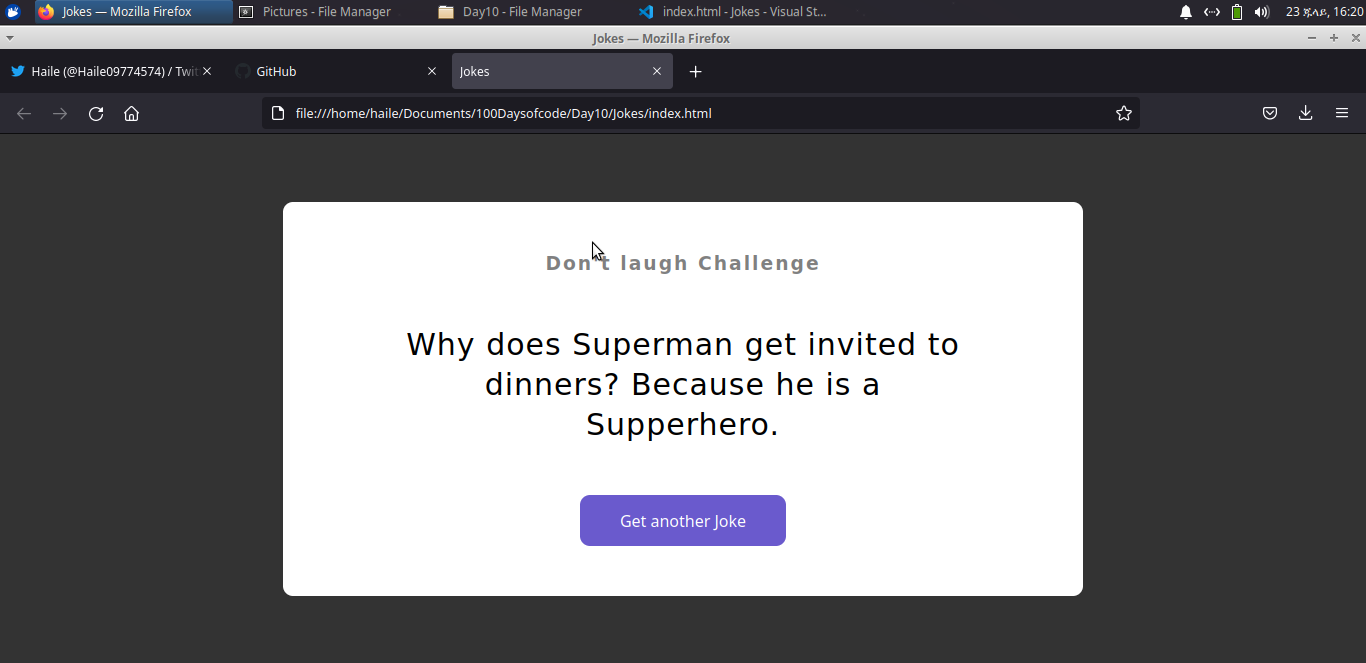 Jokes — Mozilla Firefox
Pictures - File Manager
Day10 - File Manager
index.html - Jokes - Visual St...
23 ጁላይ, 16:20
Jokes — Mozilla Firefox
Haile (@Haile09774574) / Twit
GitHub
Jokes
file:///home/haile/Documents/100Daysofcode/Day10/Jokes/index.html
Don't laugh Challenge
Why does Superman get invited to
dinners? Because he is a
Supperhero.
Get another Joke